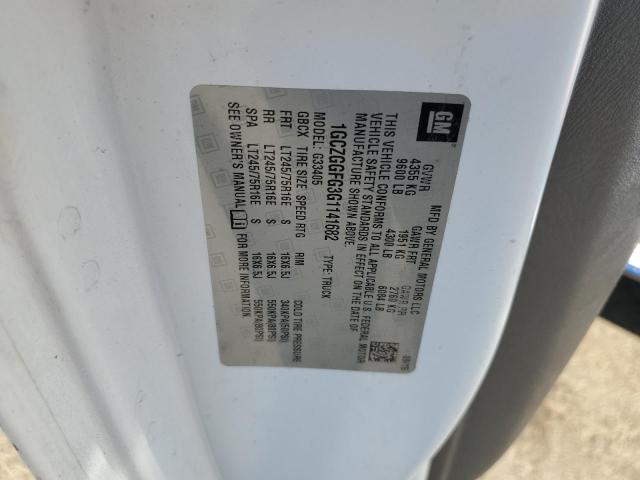 GM
MFD BY GENERAL MOTORS LLC
GVWR GAWR FRT GAWR RR
4355 KG 1951 KG 2760 KG
9600 LB 4300 LB 6084 LB
THIS VEHICLE CONFORMS TO ALL APPLICABLE U.S. FEDERAL MOTOR
VEHICLE SAFETY STANDARDS IN EFFECT ON THE DATE OF
MANUFACTURE SHOWN ABOVE.
1GCZGGFG3G1141682 TYPE: TRUCK
MODEL: G33405
GBCX TIRE SIZE SPEED RTG RIM COLD TIRE PRESSURE
FRT LT245/75R16E S 16X6.5J 340KPA(50PSI)
RR LT245/75R16E S 16X6.5J 550KPA(80PSI)
SPA LT245/75R16E S 16X6.5J 550KPA(80PSI)
SEE OWNER'S MANUAL FOR MORE INFORMATION.